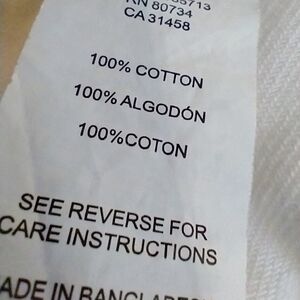 RN 80734
CA 31458
100% COTTON
100% ALGODÓN
100%COTON
SEE REVERSE FOR
CARE INSTRUCTIONS